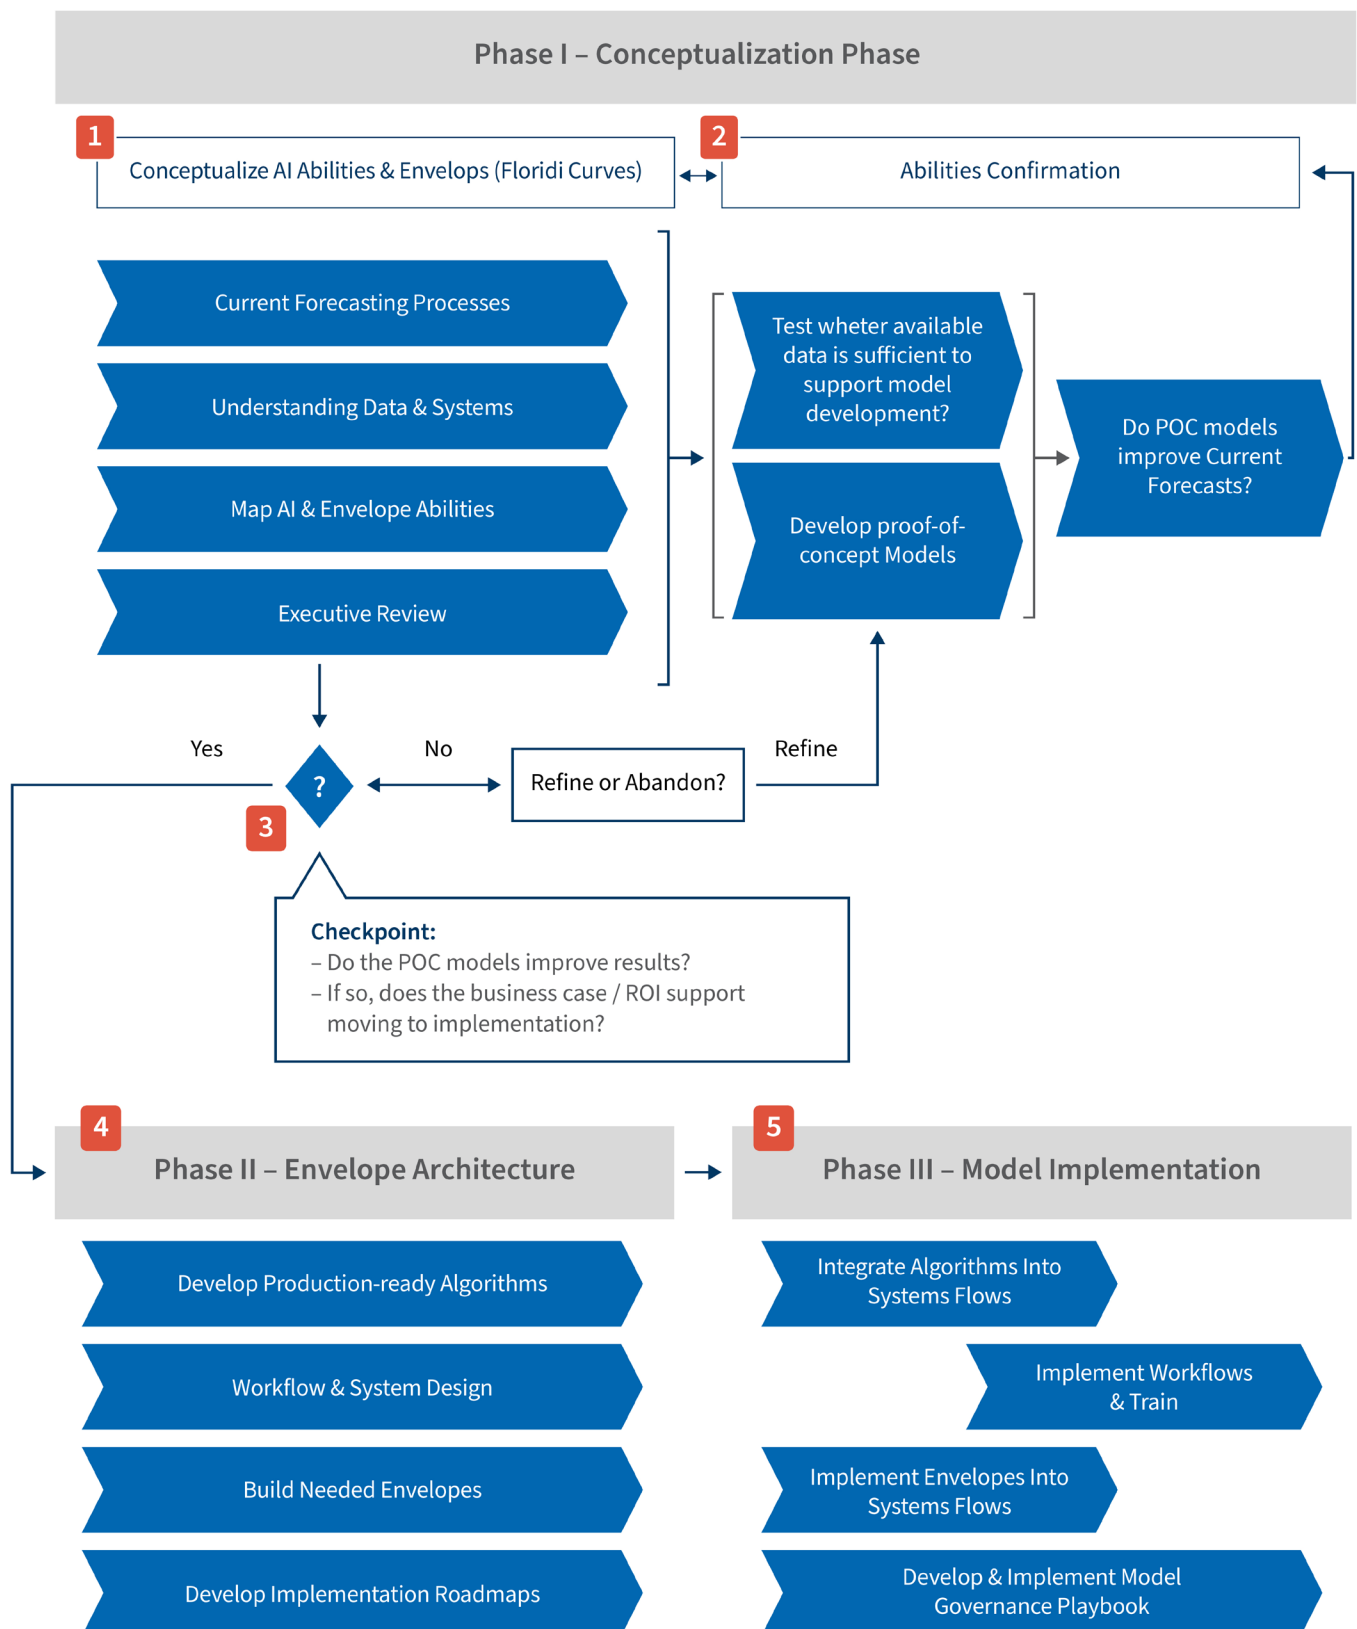 Phase I – Conceptualization Phase
1
Conceptualize AI Abilities & Envelops (Floridi Curves)
2
Abilities Confirmation
Current Forecasting Processes
Understanding Data & Systems
Map AI & Envelope Abilities
Executive Review
Test wheter available
data is sufficient to
support model
development?
Develop proof-of-
concept Models
Do POC models
improve Current
Forecasts?
Yes
?
No
Refine or Abandon?
Refine
3
Checkpoint:
– Do the POC models improve results?
– If so, does the business case / ROI support
moving to implementation?
4
Phase II – Envelope Architecture
Develop Production-ready Algorithms
Workflow & System Design
Build Needed Envelopes
Develop Implementation Roadmaps
5
Phase III – Model Implementation
Integrate Algorithms Into
Systems Flows
Implement Workflows
& Train
Implement Envelopes Into
Systems Flows
Develop & Implement Model
Governance Playbook